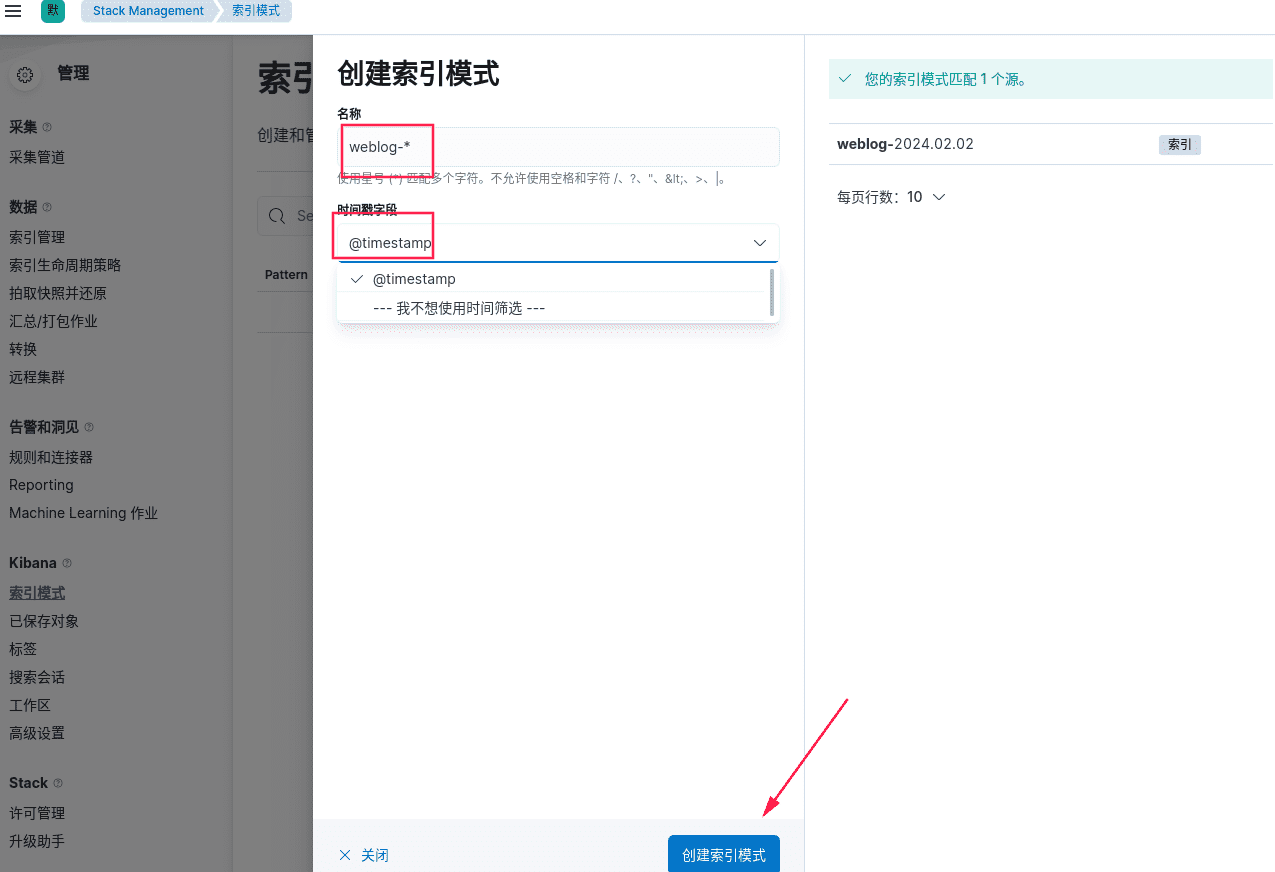 默 Stack Management 索引模式
管理
采集
采集管道
数据
索引管理
索引生命周期策略
拍取快照并还原
汇总/打包作业
转换
远程集群
告警和洞见
规则和连接器
Reporting
Machine Learning 作业
Kibana
索引模式
已保存对象
标签
搜索会话
工作区
高级设置
Stack
许可管理
升级助手
索引
创建和管
Se
Pattern
创建索引模式
名称
weblog-*
使用星号 (*) 匹配多个字符。不允许使用空格和字符 /、?、"、&lt;、>、|。
时间戳字段
@timestamp
@timestamp
--- 我不想使用时间筛选 ---
关闭
创建索引模式
您的索引模式匹配 1 个源。
weblog-2024.02.02 索引
每页行数: 10